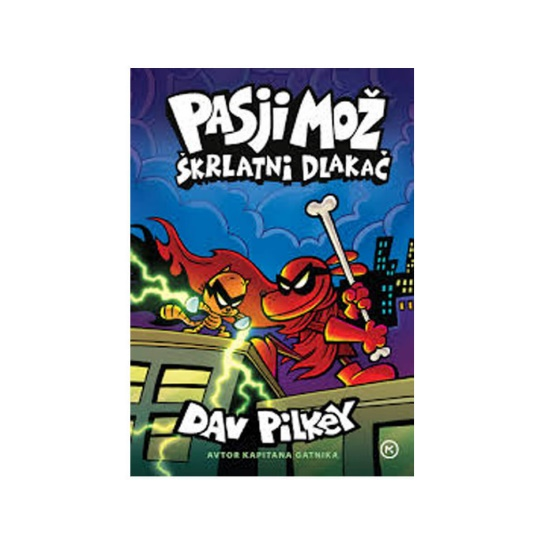 PASJI MOŽ
ŠKRLATNI DLAKAČ
DAV PILKEY
AVTOR KAPITANA GATNIKA